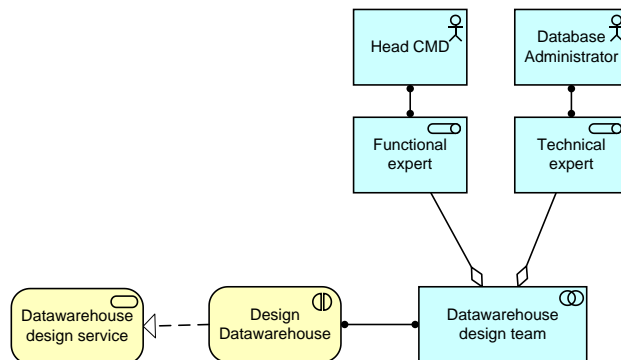 Head CMD
Database
Administrator
Functional
expert
Technical
expert
Datawarehouse
design service
Design
Datawarehouse
Datawarehouse
design team